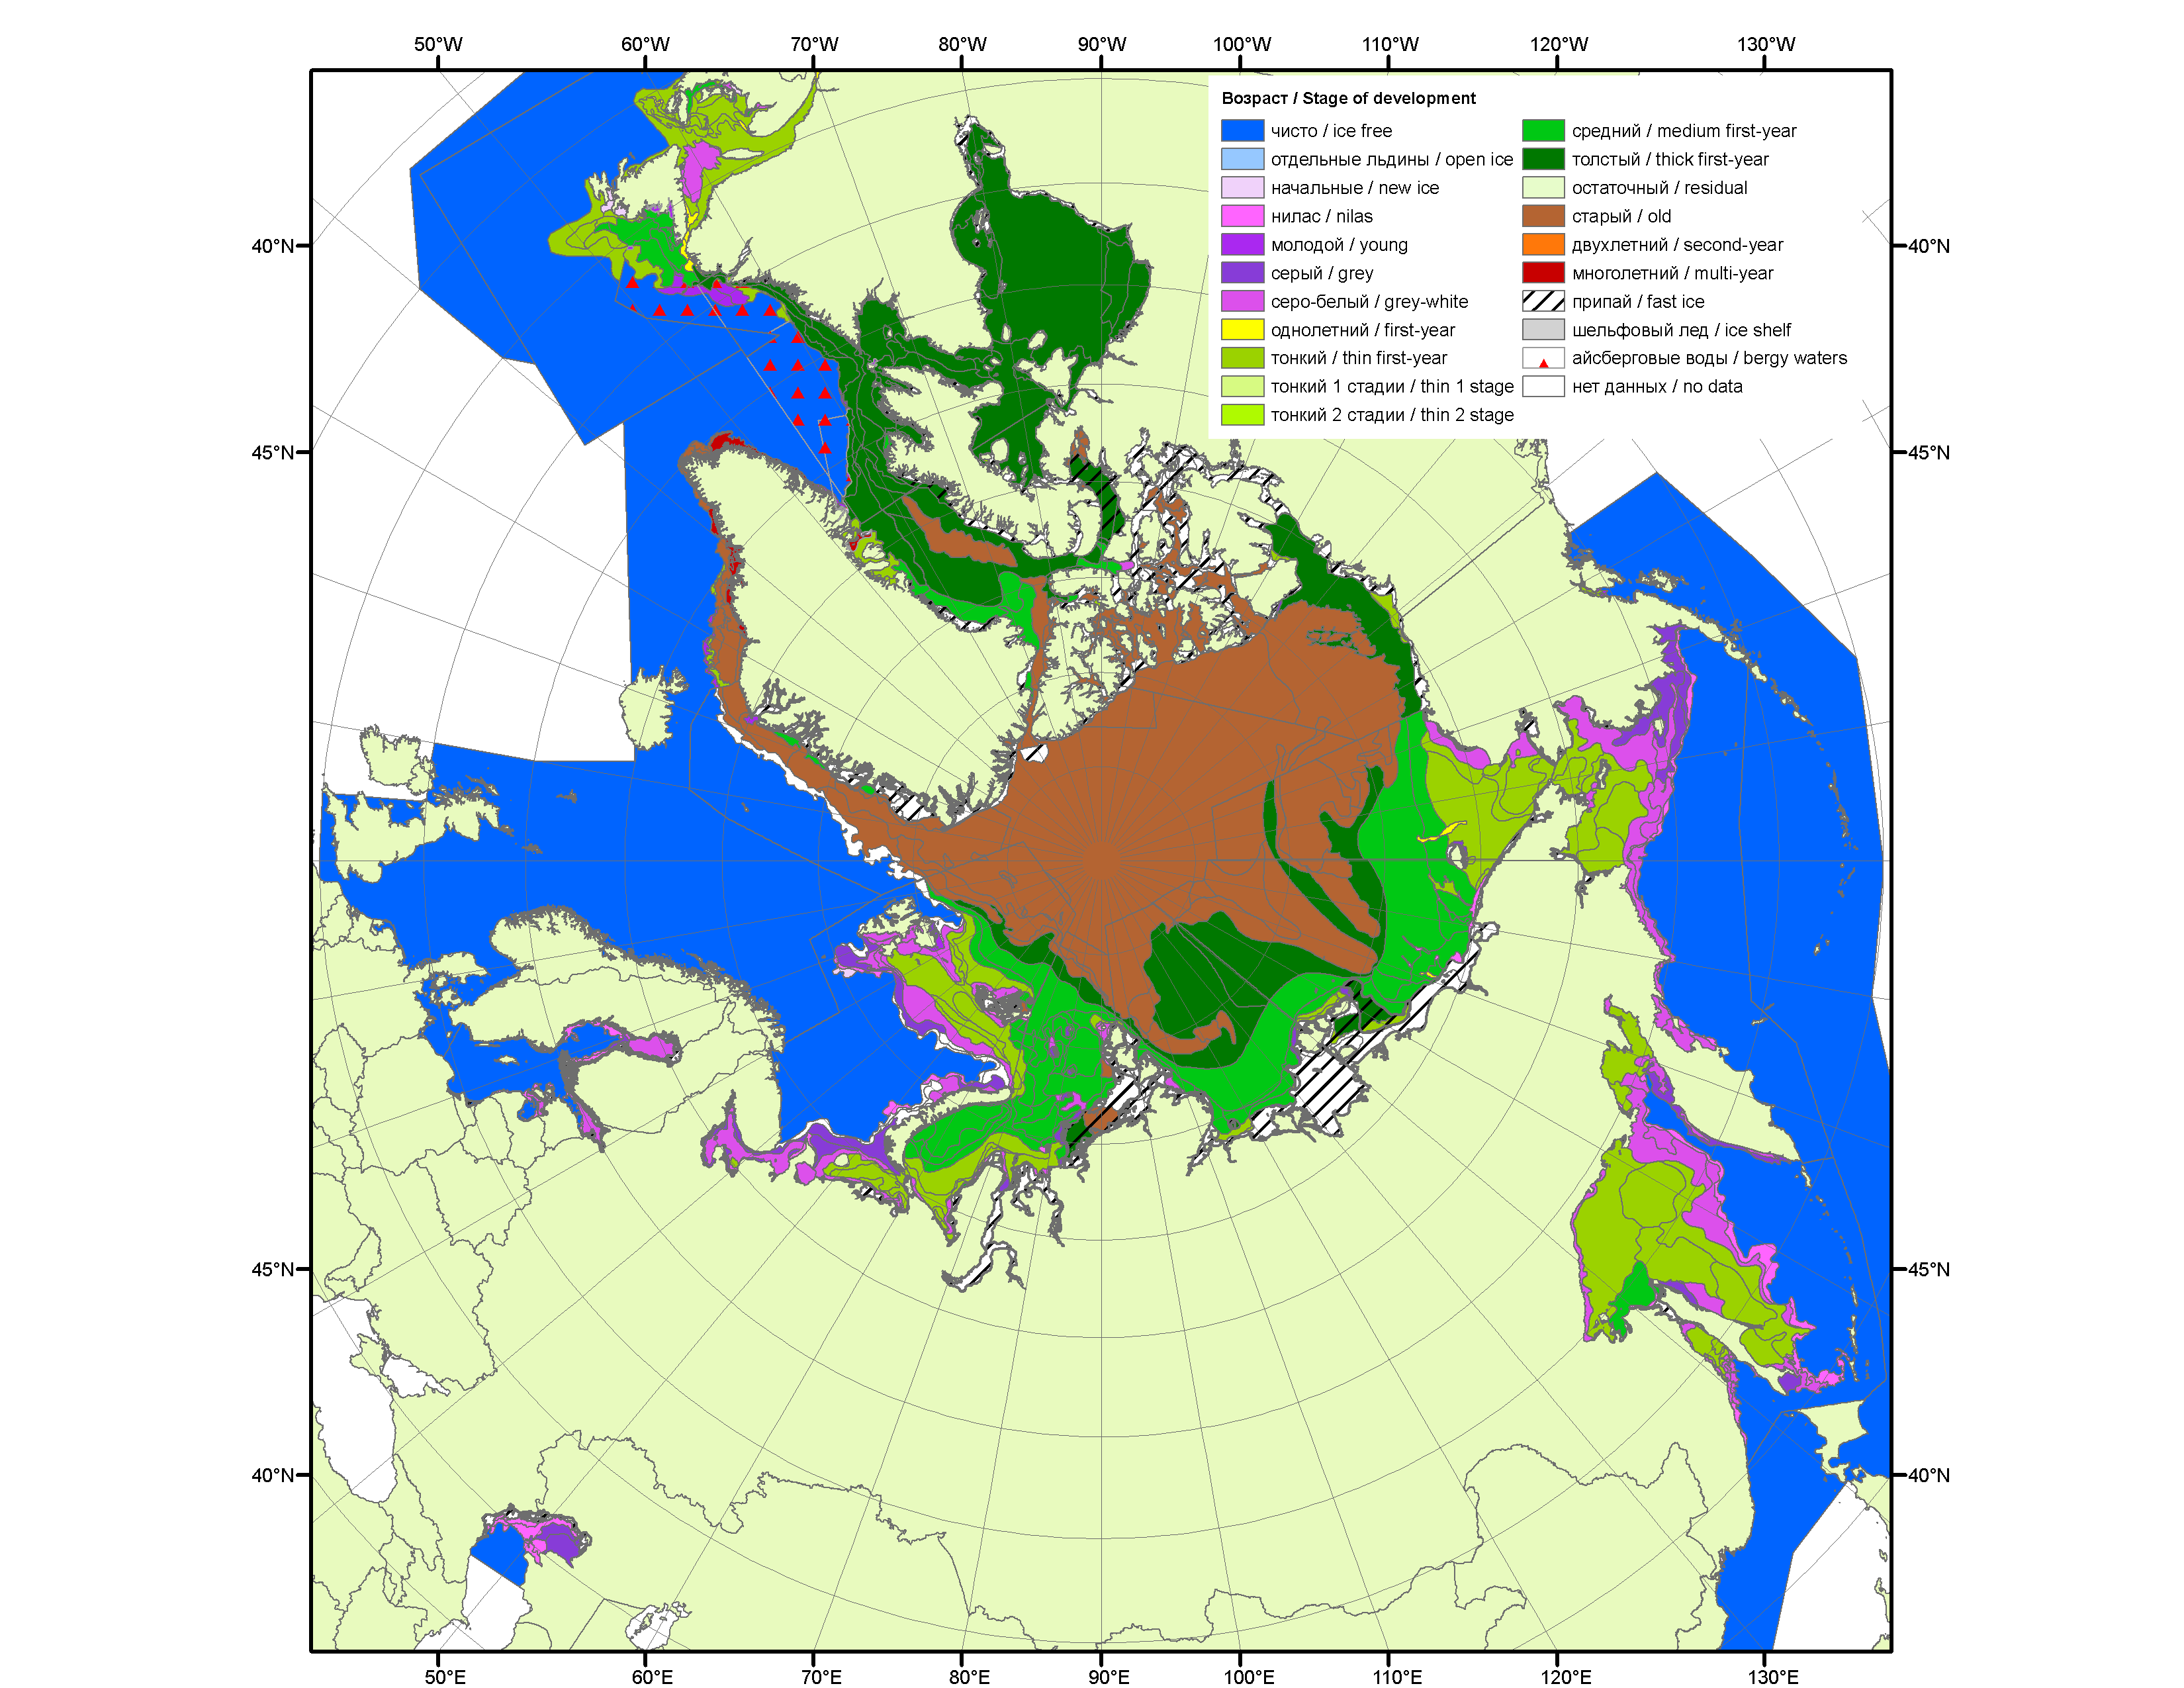 50°W 60°W 70°W 80°W 90°W 100°W 110°W 120°W 130°W
Возраст / Stage of development
чисто / ice free
отдельные льдины / open ice
начальные / new ice
нилас / nilas
молодой / young
серый / grey
серо-белый / grey-white
однолетний / first-year
тонкий / thin first-year
тонкий 1 стадии / thin 1 stage
тонкий 2 стадии / thin 2 stage
средний / medium first-year
толстый / thick first-year
остаточный / residual
старый / old
двухлетний / second-year
многолетний / multi-year
припай / fast ice
шельфовый лед / ice shelf
айсберговые воды / bergy waters
нет данных / no data
40°N 40°N
45°N 45°N
45°N 45°N
40°N 40°N
50°E 60°E 70°E 80°E 90°E 100°E 110°E 120°E 130°E